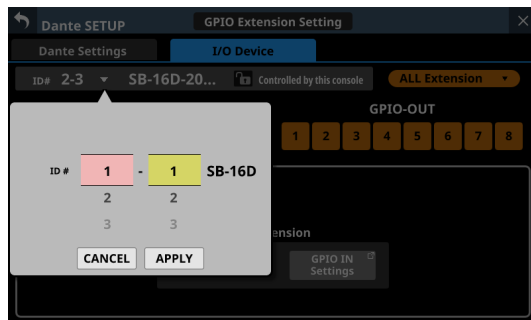 Dante SETUP
GPIO Extension Setting
Dante Settings
I/O Device
ID# 2-3 SB-16D-20... Controlled by this console
ALL Extension
GPIO-OUT
1 2 3 4 5 6 7 8
ID # 1 - 1 SB-16D
2 2
3 3
CANCEL APPLY
ension
GPIO IN
Settings